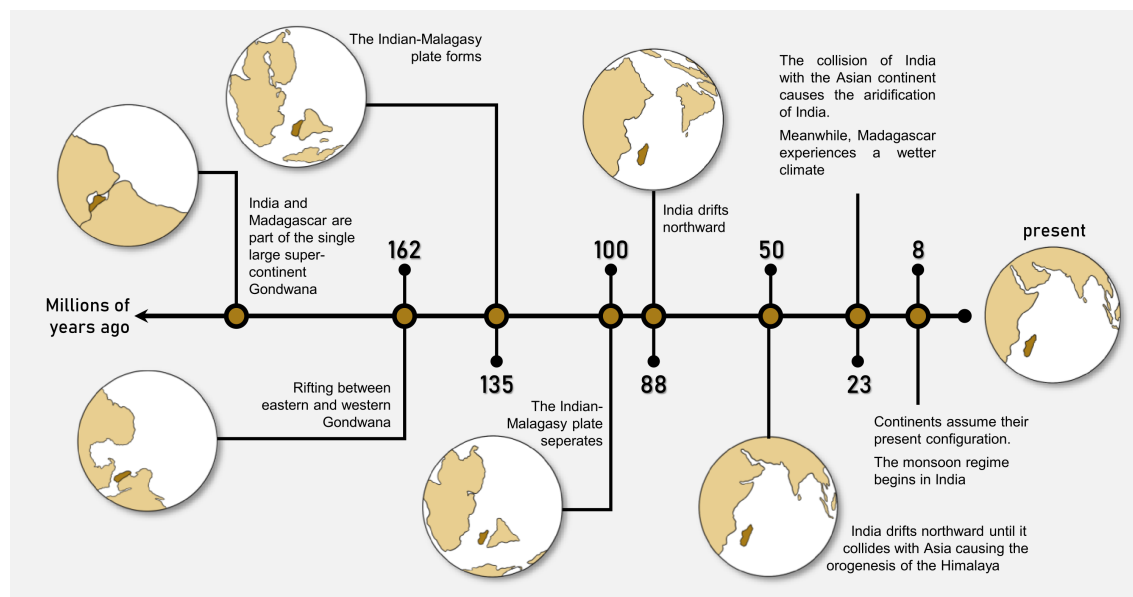 The Indian-Malagasy
plate forms
India and
Madagascar are
part of the single
large super-
continent
Gondwana
The collision of India
with the Asian continent
causes the aridification
of India.
Meanwhile, Madagascar
experiences a wetter
climate
India drifts
northward
present
162
100
50
8
Millions of
years ago
135
88
23
Rifting between
eastern and western
Gondwana
The Indian-
Malagasy plate
seperates
Continents assume their
present configuration.
The monsoon regime
begins in India
India drifts northward until it
collides with Asia causing the
orogenesis of the Himalaya